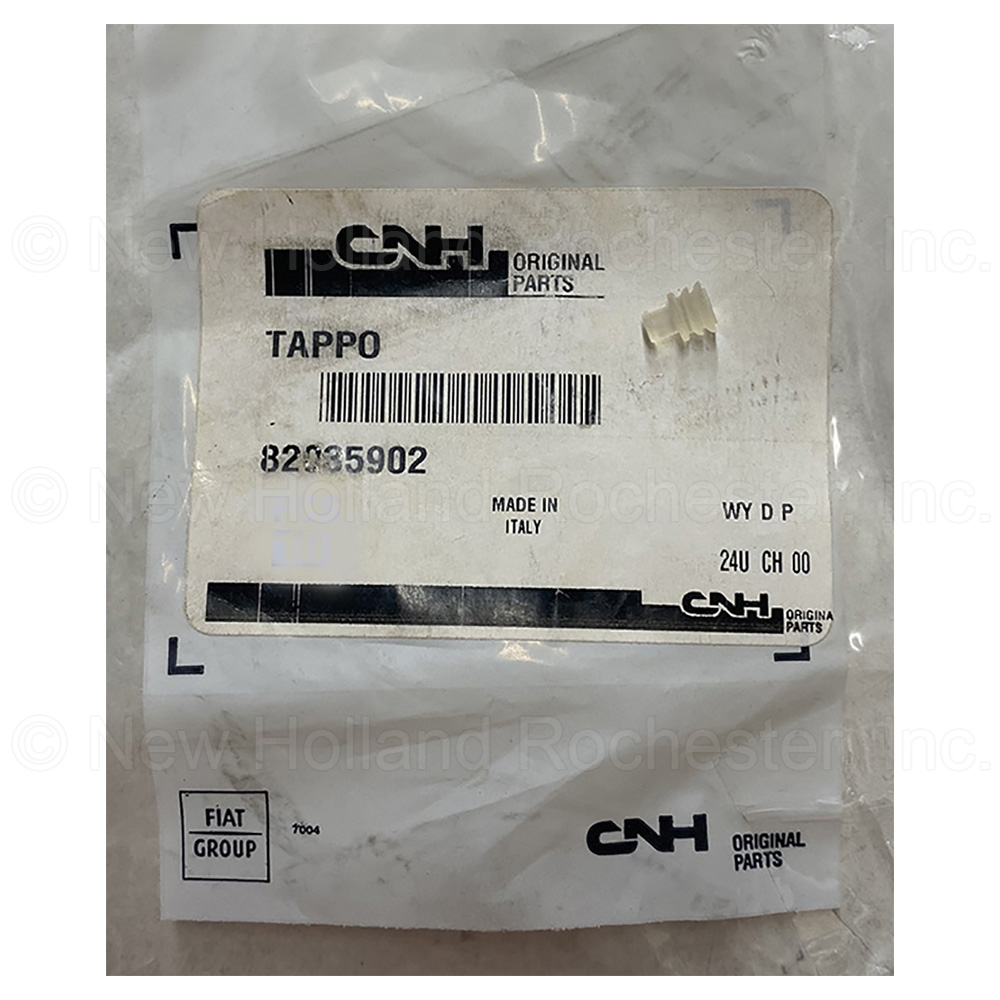 CNH
ORIGINAL
PARTS
TAPPO
82035902
MADE IN
ITALY
WY D P
24U CH 00
CNH
ORIGINA
PARTS
FIAT
GROUP
7004
CNH
ORIGINAL
PARTS
© New Holland Rochester, Inc.
© New Holland Rochester, Inc.
© New Holland Rochester, Inc.